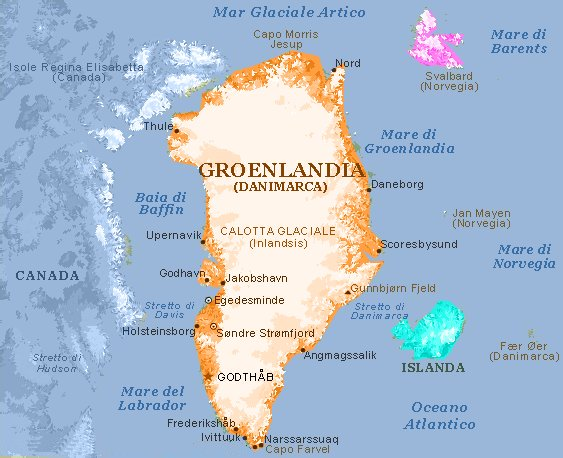 Mar Glaciale Artico
Capo Morris
Jesup
Mare di
Barents
Isole Regina Elisabetta
(Canada)
Nord
Svalbard
(Norvegia)
Thule
Mare di
Groenlandia
GROENLANDIA
(DANIMARCA)
Daneborg
Baia di
Baffin
Jan Mayen
(Norvegia)
CALOTTA GLACIALE
(Inlandsis)
Upernavik
Scoresbysund
Mare di
Norvegia
CANADA
Godhavn
Jakobshavn
Gunnbjørn Fjeld
Egedesminde
Stretto di
Davis
Stretto di
Danimarca
Holsteinsborg
Søndre Strømfjord
Fær Øer
(Danimarca)
Angmagssalik
Stretto di
Hudson
ISLANDA
GODTHÅB
Mare del
Labrador
Oceano
Atlantico
Frederikshåb
Ivittuuk
Narssarssuaq
Capo Farvel